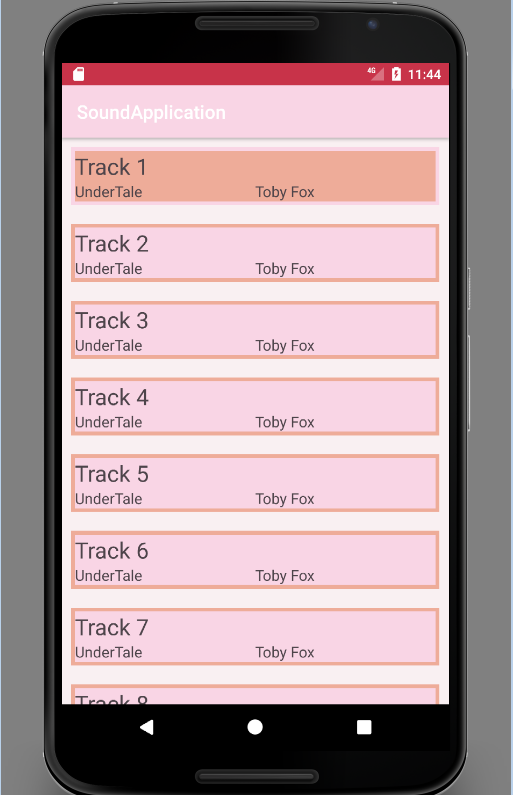 4G 11:44
SoundApplication
Track 1
UnderTale Toby Fox
Track 2
UnderTale Toby Fox
Track 3
UnderTale Toby Fox
Track 4
UnderTale Toby Fox
Track 5
UnderTale Toby Fox
Track 6
UnderTale Toby Fox
Track 7
UnderTale Toby Fox
Track 8